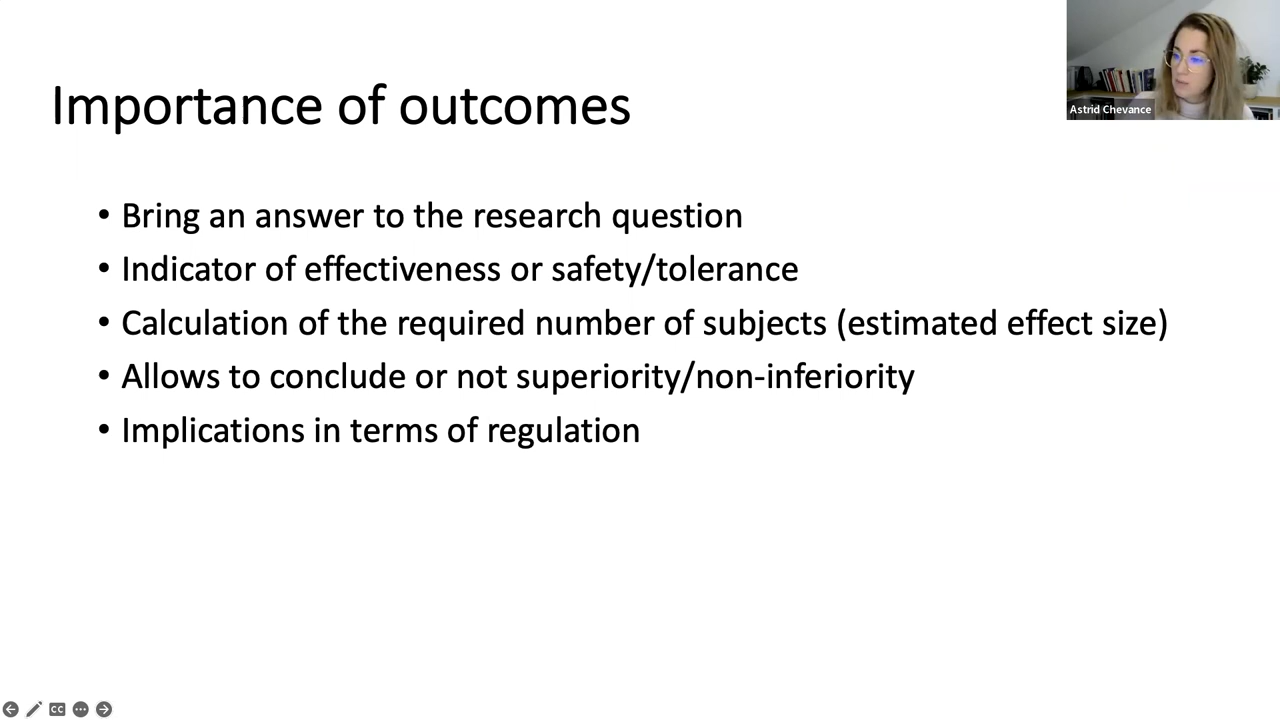 Astrid Chevance
Importance of outcomes
• Bring an answer to the research question
• Indicator of effectiveness or safety/tolerance
• Calculation of the required number of subjects (estimated effect size)
• Allows to conclude or not superiority/non-inferiority
• Implications in terms of regulation
CC